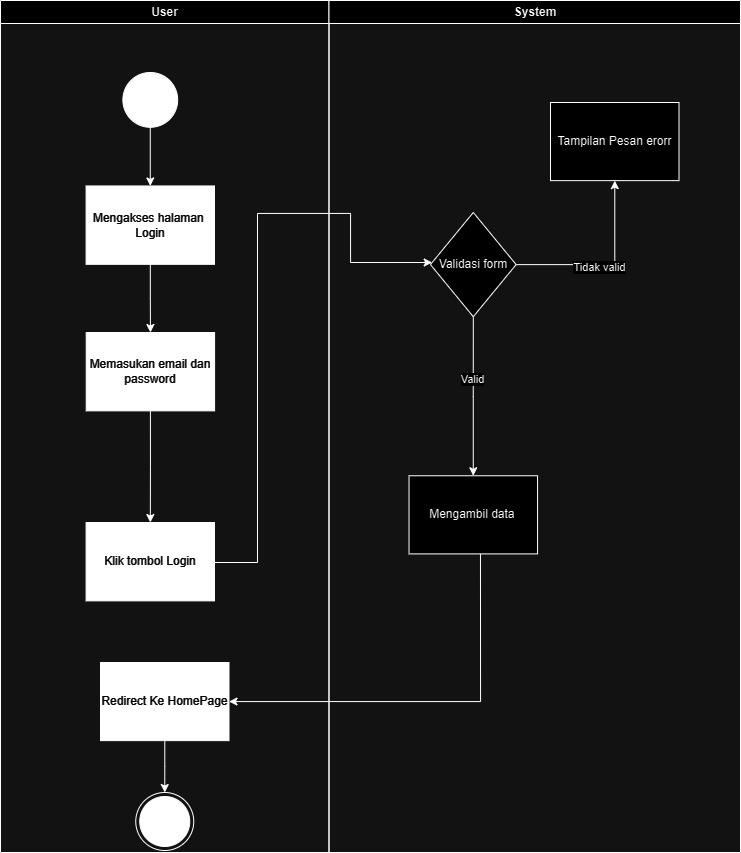 User
System
Mengakses halaman
Login
Memasukan email dan
password
Klik tombol Login
Validasi form
Tidak valid
Tampilan Pesan erorr
Valid
Mengambil data
Redirect Ke HomePage